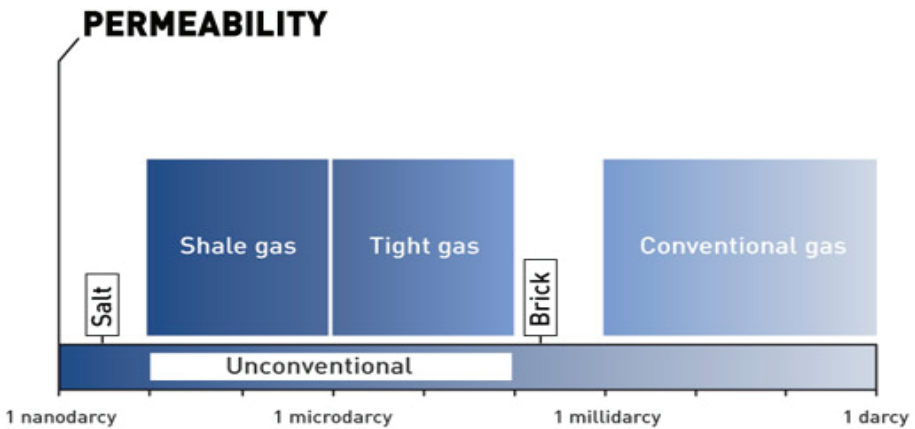 PERMEABILITY
Shale gas
Tight gas
Conventional gas
Salt
Brick
Unconventional
1 nanodarcy
1 microdarcy
1 millidarcy
1 darcy